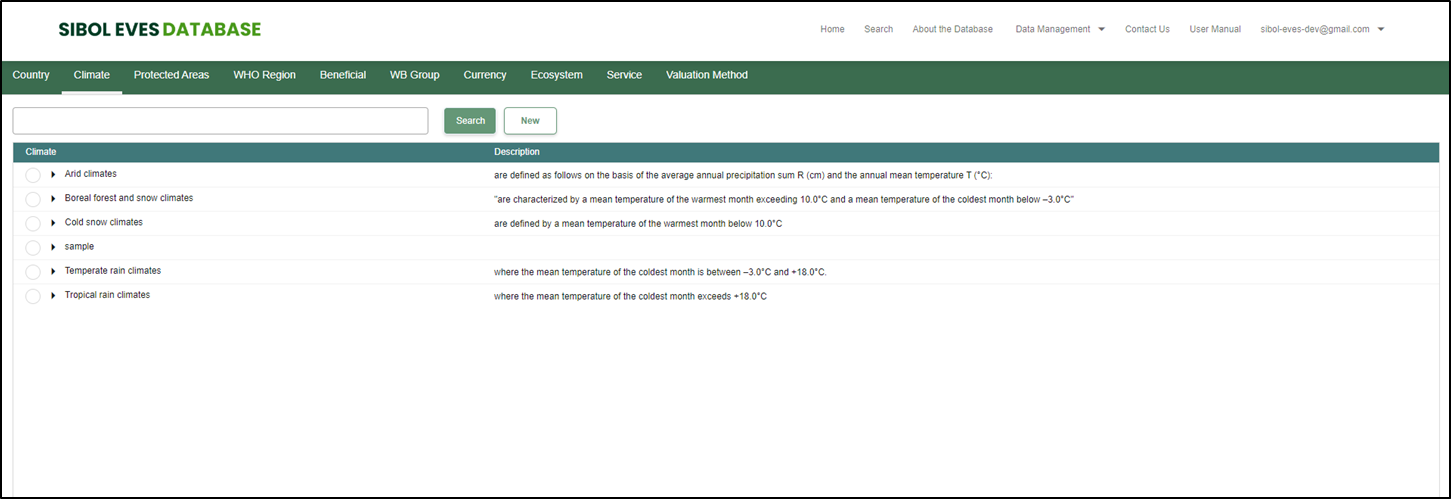 SIBOL EVES DATABASE Home Search About the Database Data Management Contact Us User Manual sibol-eves-dev@gmail.com
Country Climate Protected Areas WHO Region Beneficial WB Group Currency Ecosystem Service Valuation Method
Search New
Climate Description
Arid climates are defined as follows on the basis of the average annual precipitation sum R (cm) and the annual mean temperature T (°C):
Boreal forest and snow climates "are characterized by a mean temperature of the warmest month exceeding 10.0°C and a mean temperature of the coldest month below –3.0°C"
Cold snow climates are defined by a mean temperature of the warmest month below 10.0°C
sample
Temperate rain climates where the mean temperature of the coldest month is between –3.0°C and +18.0°C.
Tropical rain climates where the mean temperature of the coldest month exceeds +18.0°C